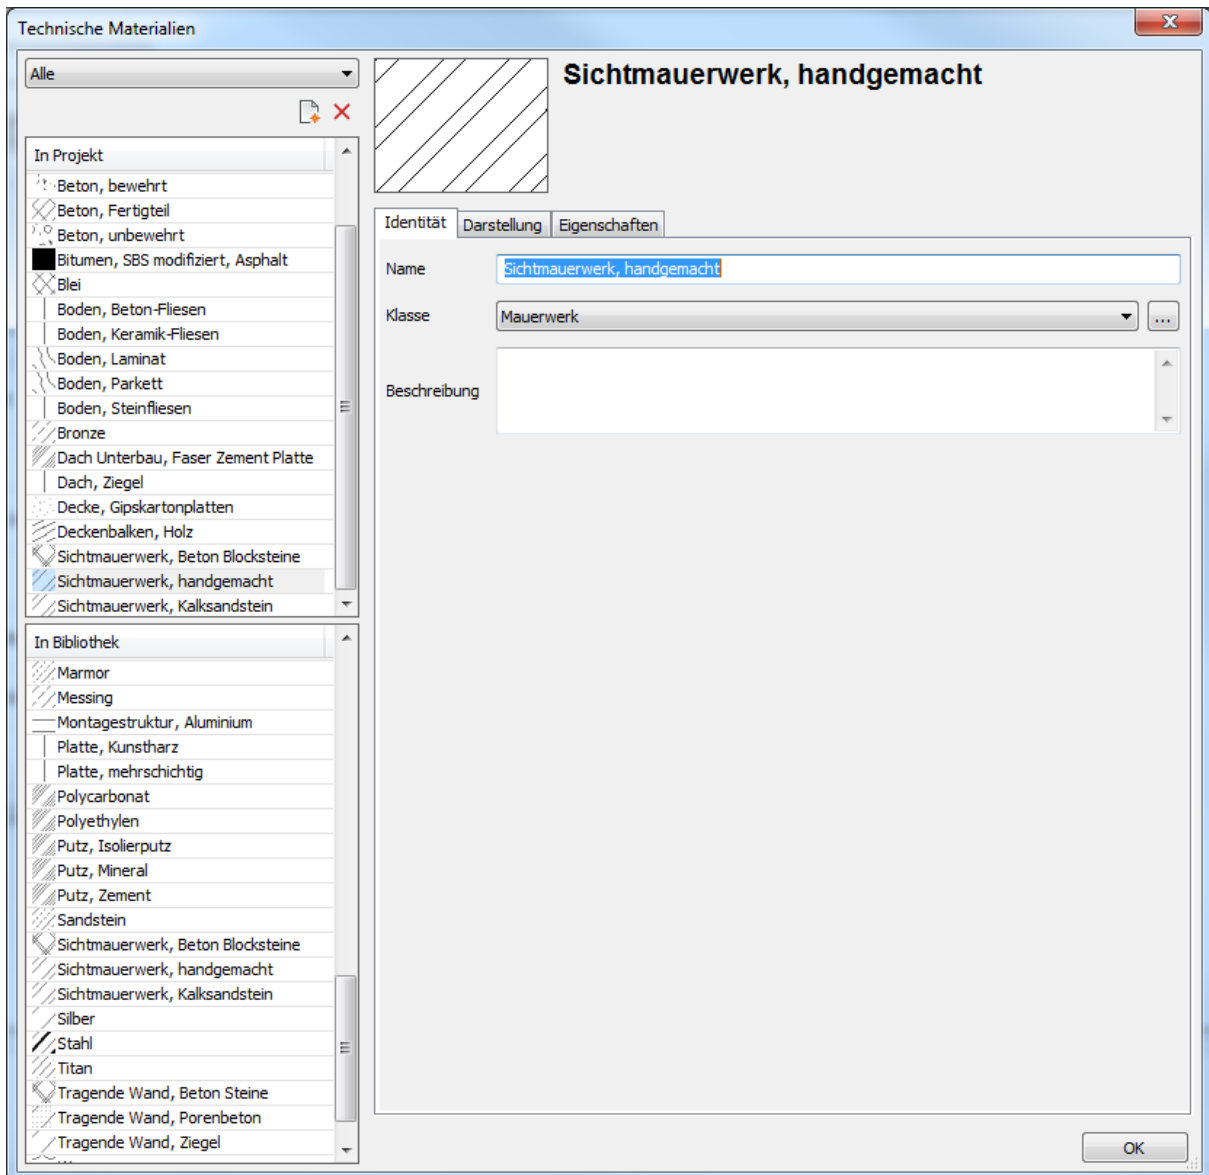 Technische Materialien
Alle
In Projekt
Beton, bewehrt
Beton, Fertigteil
Beton, unbewehrt
Bitumen, SBS modifiziert, Asphalt
Blei
Boden, Beton-Fliesen
Boden, Keramik-Fliesen
Boden, Laminat
Boden, Parkett
Boden, Steinfliesen
Bronze
Dach Unterbau, Faser Zement Platte
Dach, Ziegel
Decke, Gipskartonplatten
Deckenbalken, Holz
Sichtmauerwerk, Beton Blocksteine
Sichtmauerwerk, handgemacht
Sichtmauerwerk, Kalksandstein
In Bibliothek
Marmor
Messing
Montagestruktur, Aluminium
Platte, Kunstharz
Platte, mehrschichtig
Polycarbonat
Polyethylen
Putz, Isolierputz
Putz, Mineral
Putz, Zement
Sandstein
Sichtmauerwerk, Beton Blocksteine
Sichtmauerwerk, handgemacht
Sichtmauerwerk, Kalksandstein
Silber
Stahl
Titan
Tragende Wand, Beton Steine
Tragende Wand, Porenbeton
Tragende Wand, Ziegel
Sichtmauerwerk, handgemacht
Identität Darstellung Eigenschaften
Name Sichtmauerwerk, handgemacht
Klasse Mauerwerk ...
Beschreibung
OK